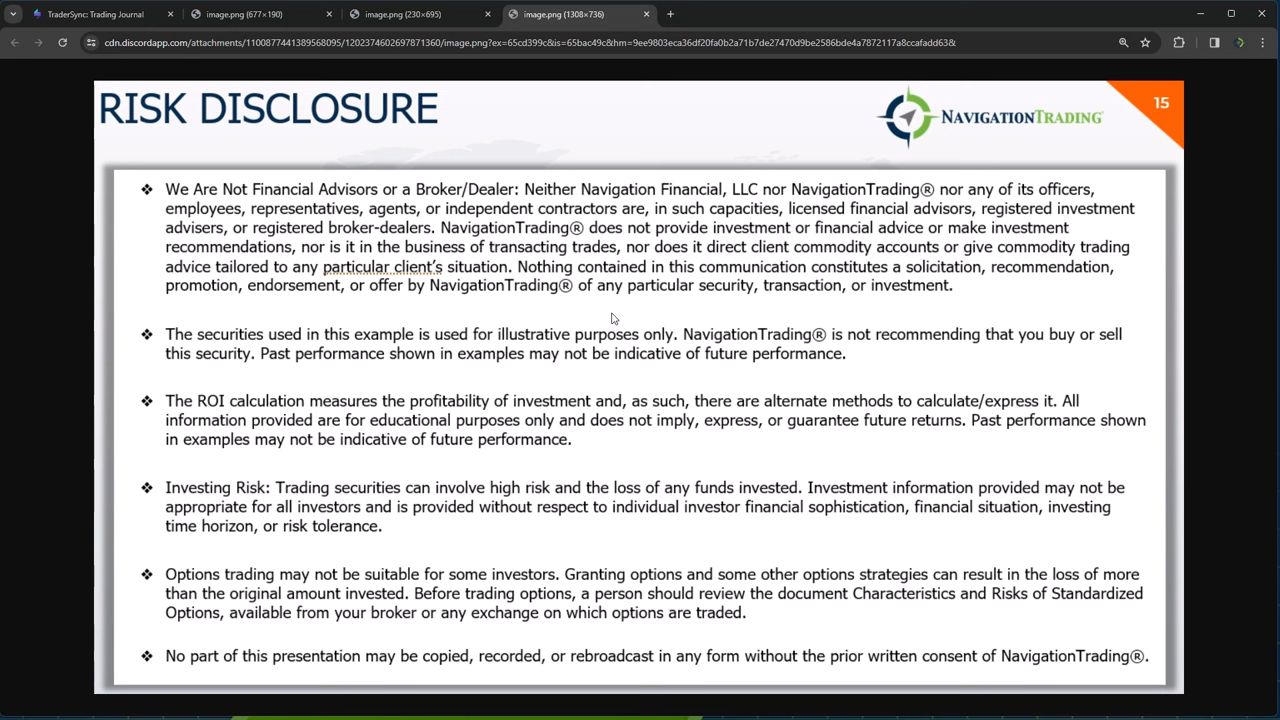 TraderSync: Trading Journal
image.png (677×190)
image.png (230×695)
image.png (1308×736)
cdn.discordapp.com/attachments/1100877441389568095/1202374602697871360/image.png?ex=65cd399c&is=65bac49c&hm=9ee9803eca36df20fa0b2a71b7de27470d9be2586bde4a7872117a8ccafadd63&
RISK DISCLOSURE
NAVIGATIONTRADING®
15
❖ We Are Not Financial Advisors or a Broker/Dealer: Neither Navigation Financial, LLC nor NavigationTrading® nor any of its officers,
employees, representatives, agents, or independent contractors are, in such capacities, licensed financial advisors, registered investment
advisers, or registered broker-dealers. NavigationTrading® does not provide investment or financial advice or make investment
recommendations, nor is it in the business of transacting trades, nor does it direct client commodity accounts or give commodity trading
advice tailored to any particular client’s situation. Nothing contained in this communication constitutes a solicitation, recommendation,
promotion, endorsement, or offer by NavigationTrading® of any particular security, transaction, or investment.
❖ The securities used in this example is used for illustrative purposes only. NavigationTrading® is not recommending that you buy or sell
this security. Past performance shown in examples may not be indicative of future performance.
❖ The ROI calculation measures the profitability of investment and, as such, there are alternate methods to calculate/express it. All
information provided are for educational purposes only and does not imply, express, or guarantee future returns. Past performance shown
in examples may not be indicative of future performance.
❖ Investing Risk: Trading securities can involve high risk and the loss of any funds invested. Investment information provided may not be
appropriate for all investors and is provided without respect to individual investor financial sophistication, financial situation, investing
time horizon, or risk tolerance.
❖ Options trading may not be suitable for some investors. Granting options and some other options strategies can result in the loss of more
than the original amount invested. Before trading options, a person should review the document Characteristics and Risks of Standardized
Options, available from your broker or any exchange on which options are traded.
❖ No part of this presentation may be copied, recorded, or rebroadcast in any form without the prior written consent of NavigationTrading®.